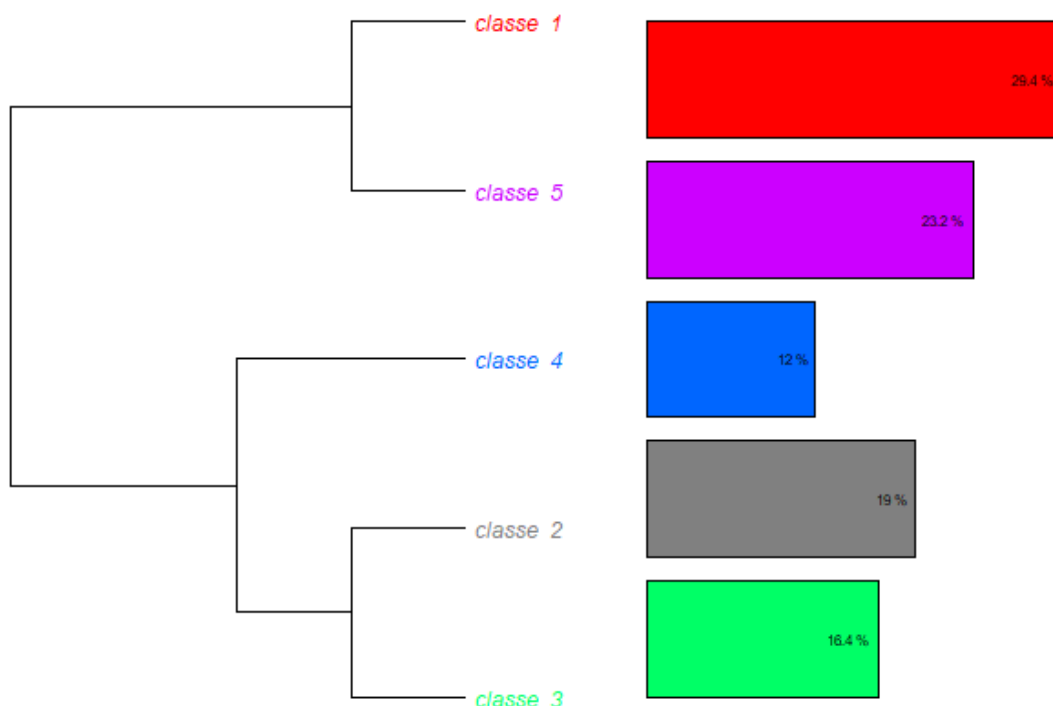 classe 1
29.4 %
classe 5
23.2 %
classe 4
12 %
classe 2
19 %
classe 3
16.4 %